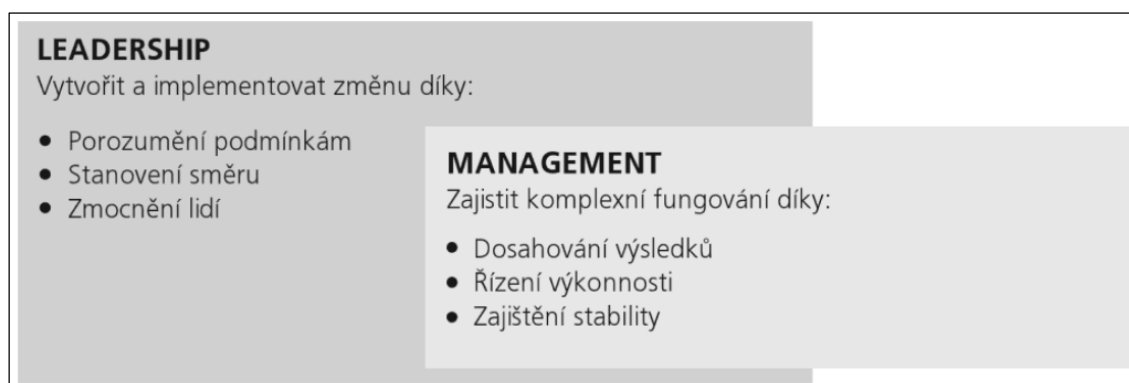 LEADERSHIP
Vytvořit a implementovat změnu díky:
• Porozumění podmínkám
• Stanovení směru
• Zmocnění lidí
MANAGEMENT
Zajistit komplexní fungování díky:
• Dosahování výsledků
• Řízení výkonnosti
• Zajištění stability